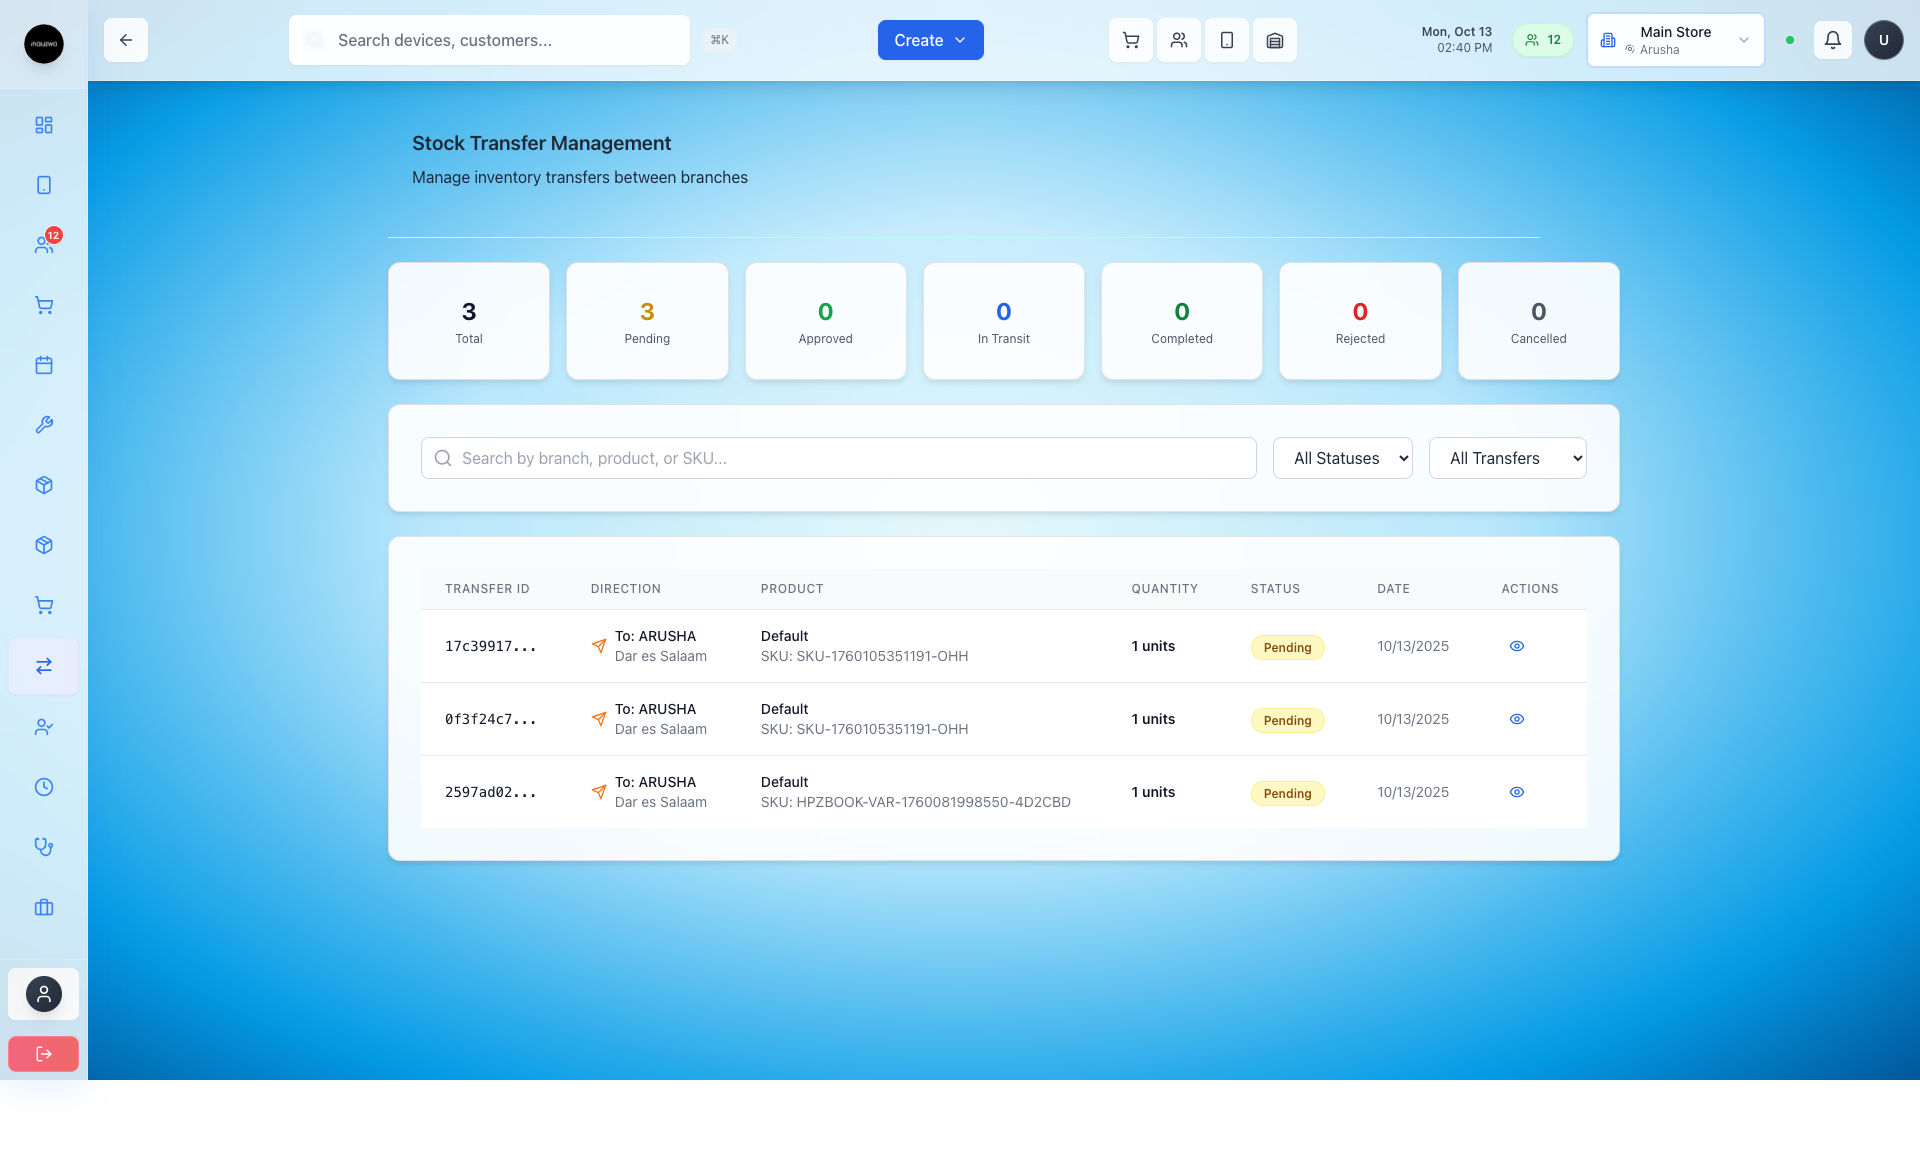 inauzwa
Search devices, customers...
⌘K
Create
Mon, Oct 13
02:40 PM
12
Main Store
Arusha
U
12
Stock Transfer Management
Manage inventory transfers between branches
3
Total
3
Pending
0
Approved
0
In Transit
0
Completed
0
Rejected
0
Cancelled
Search by branch, product, or SKU...
All Statuses
All Transfers
TRANSFER ID DIRECTION PRODUCT QUANTITY STATUS DATE ACTIONS
17c39917... To: ARUSHA Default 1 units Pending 10/13/2025
Dar es Salaam SKU: SKU-1760105351191-OHH
0f3f24c7... To: ARUSHA Default 1 units Pending 10/13/2025
Dar es Salaam SKU: SKU-1760105351191-OHH
2597ad02... To: ARUSHA Default 1 units Pending 10/13/2025
Dar es Salaam SKU: HPZBOOK-VAR-1760081998550-4D2CBD